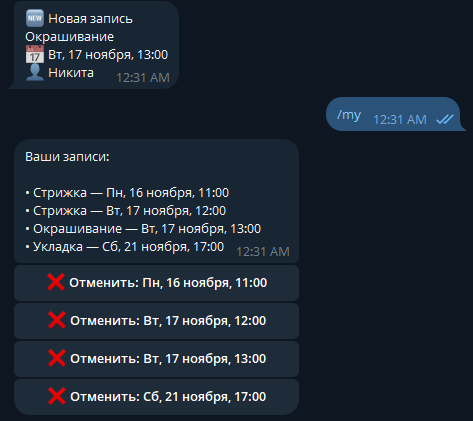 🆕 Новая запись
Окрашивание
📅 Вт, 17 ноября, 13:00
👤 Никита 12:31 AM
/my 12:31 AM
Ваши записи:
• Стрижка — Пн, 16 ноября, 11:00
• Стрижка — Вт, 17 ноября, 12:00
• Окрашивание — Вт, 17 ноября, 13:00
• Укладка — Сб, 21 ноября, 17:00 12:31 AM
❌ Отменить: Пн, 16 ноября, 11:00
❌ Отменить: Вт, 17 ноября, 12:00
❌ Отменить: Вт, 17 ноября, 13:00
❌ Отменить: Сб, 21 ноября, 17:00